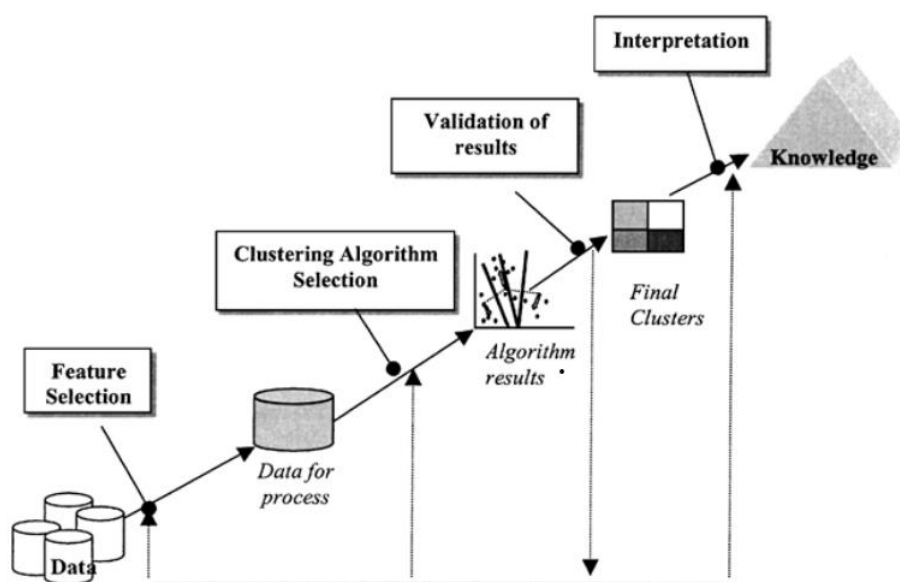 Interpretation
Knowledge
Validation of
results
Clustering Algorithm
Selection
Final
Clusters
Algorithm
results
Feature
Selection
Data for
process
Data